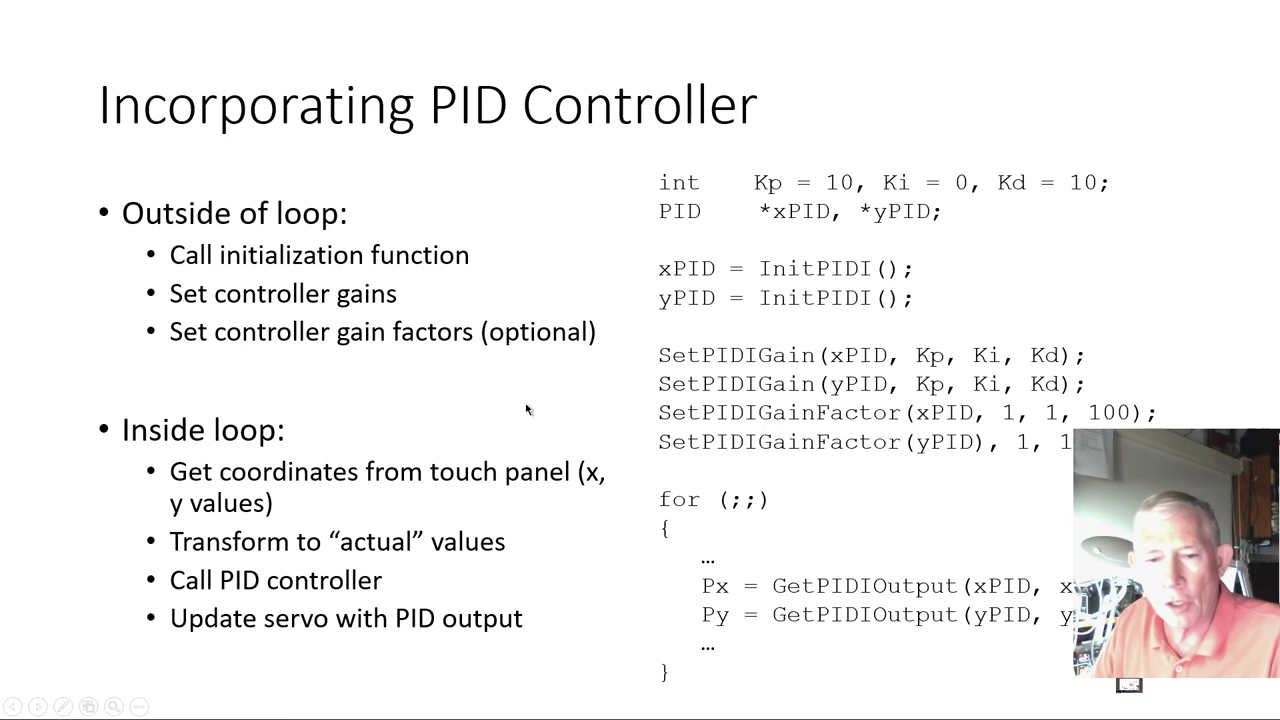 Incorporating PID Controller
• Outside of loop:
• Call initialization function
• Set controller gains
• Set controller gain factors (optional)
• Inside loop:
• Get coordinates from touch panel (x,
y values)
• Transform to “actual” values
• Call PID controller
• Update servo with PID output
int Kp = 10, Ki = 0, Kd = 10;
PID *xPID, *yPID;
xPID = InitPIDI();
yPID = InitPIDI();
SetPIDIGain(xPID, Kp, Ki, Kd);
SetPIDIGain(yPID, Kp, Ki, Kd);
SetPIDIGainFactor(xPID, 1, 1, 100);
SetPIDIGainFactor(yPID), 1, 1
for (;;)
{
…
Px = GetPIDIOutput(xPID, x
Py = GetPIDIOutput(yPID, y
…
}